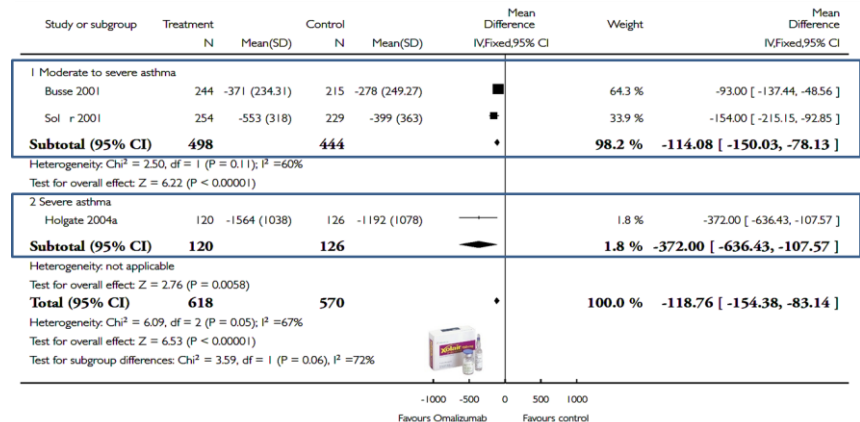 Study or subgroup Treatment Control Mean Difference Weight Mean Difference
N Mean(SD) N Mean(SD) IV,Fixed,95% CI IV,Fixed,95% CI
1 Moderate to severe asthma
Busse 2001 244 -371 (234.31) 215 -278 (249.27) 64.3 % -93.00 [ -137.44, -48.56 ]
Sol r 2001 254 -553 (318) 229 -399 (363) 33.9 % -154.00 [ -215.15, -92.85 ]
Subtotal (95% CI) 498 444 98.2 % -114.08 [ -150.03, -78.13 ]
Heterogeneity: Chi² = 2.50, df = 1 (P = 0.11); I² =60%
Test for overall effect: Z = 6.22 (P < 0.00001)
2 Severe asthma
Holgate 2004a 120 -1564 (1038) 126 -1192 (1078) 1.8 % -372.00 [ -636.43, -107.57 ]
Subtotal (95% CI) 120 126 1.8 % -372.00 [ -636.43, -107.57 ]
Heterogeneity: not applicable
Test for overall effect: Z = 2.76 (P = 0.0058)
Total (95% CI) 618 570 100.0 % -118.76 [ -154.38, -83.14 ]
Heterogeneity: Chi² = 6.09, df = 2 (P = 0.05); I² =67%
Test for overall effect: Z = 6.53 (P < 0.00001)
Test for subgroup differences: Chi² = 3.59, df = 1 (P = 0.06), I² =72%
Xolair
-1000 -500 0 500 1000
Favours Omalizumab Favours control